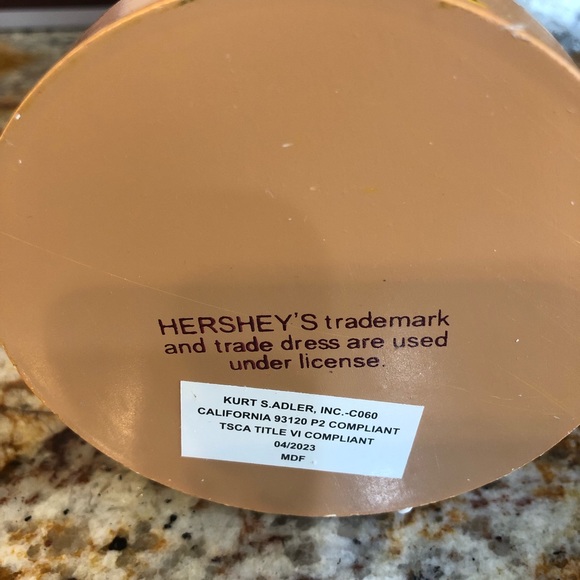 HERSHEY'S trademark
and trade dress are used
under license.
KURT S.ADLER, INC.-C060
CALIFORNIA 93120 P2 COMPLIANT
TSCA TITLE VI COMPLIANT
04/2023
MDF